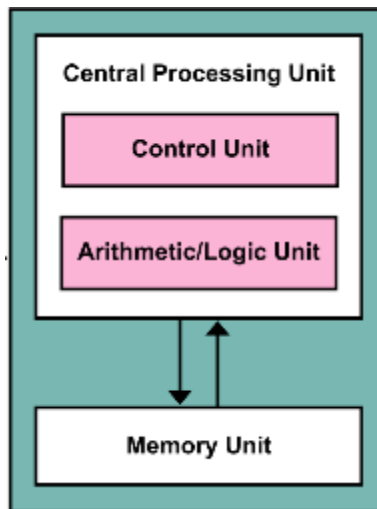 Central Processing Unit
Control Unit
Arithmetic/Logic Unit
Memory Unit